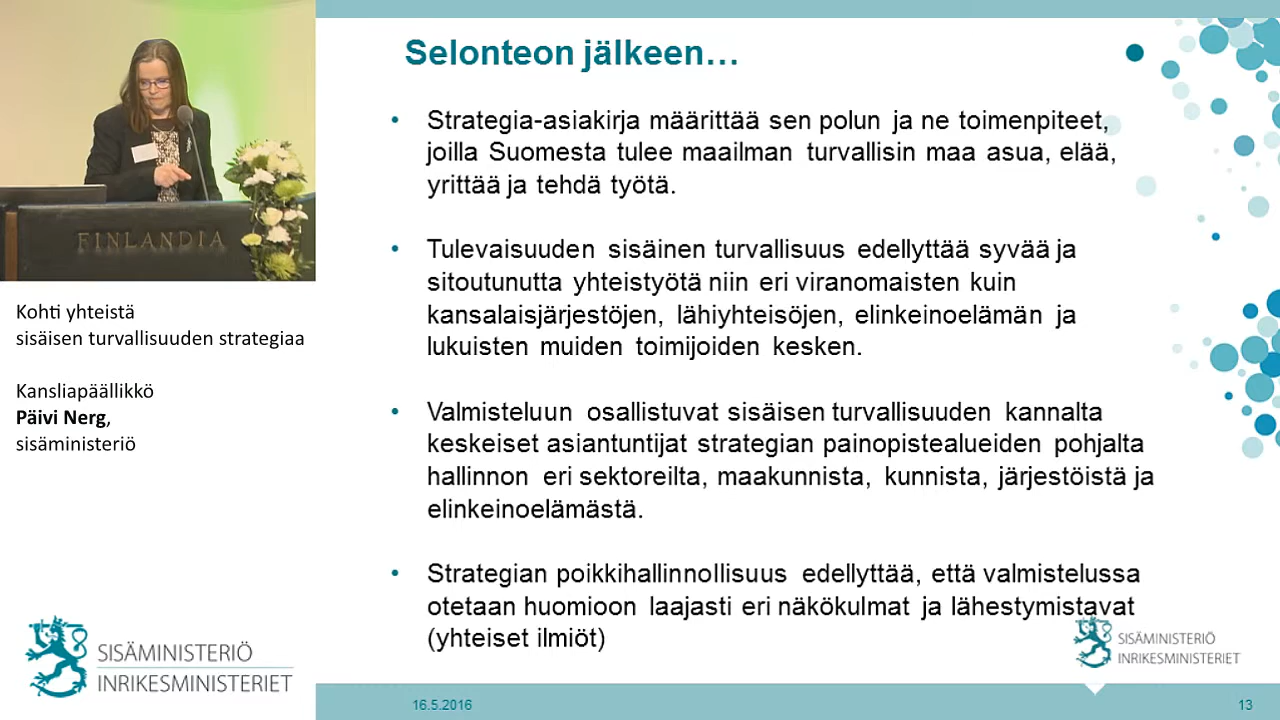 FINLANDIA
Kohti yhteistä
sisäisen turvallisuuden strategiaa
Kansliapäällikkö
Päivi Nerg,
sisäministeriö
SISÄMINISTERIÖ
INRIKESMINISTERIET
Selonteon jälkeen…
• Strategia-asiakirja määrittää sen polun ja ne toimenpiteet,
joilla Suomesta tulee maailman turvallisin maa asua, elää,
yrittää ja tehdä työtä.
• Tulevaisuuden sisäinen turvallisuus edellyttää syvää ja
sitoutunutta yhteistyötä niin eri viranomaisten kuin
kansalaisjärjestöjen, lähiyhteisöjen, elinkeinoelämän ja
lukuisten muiden toimijoiden kesken.
• Valmisteluun osallistuvat sisäisen turvallisuuden kannalta
keskeiset asiantuntijat strategian painopistealueiden pohjalta
hallinnon eri sektoreilta, maakunnista, kunnista, järjestöistä ja
elinkeinoelämästä.
• Strategian poikkihallinnollisuus edellyttää, että valmistelussa
otetaan huomioon laajasti eri näkökulmat ja lähestymistavat
(yhteiset ilmiöt)
SISÄMINISTERIÖ
INRIKESMINISTERIET
16.5.2016
13